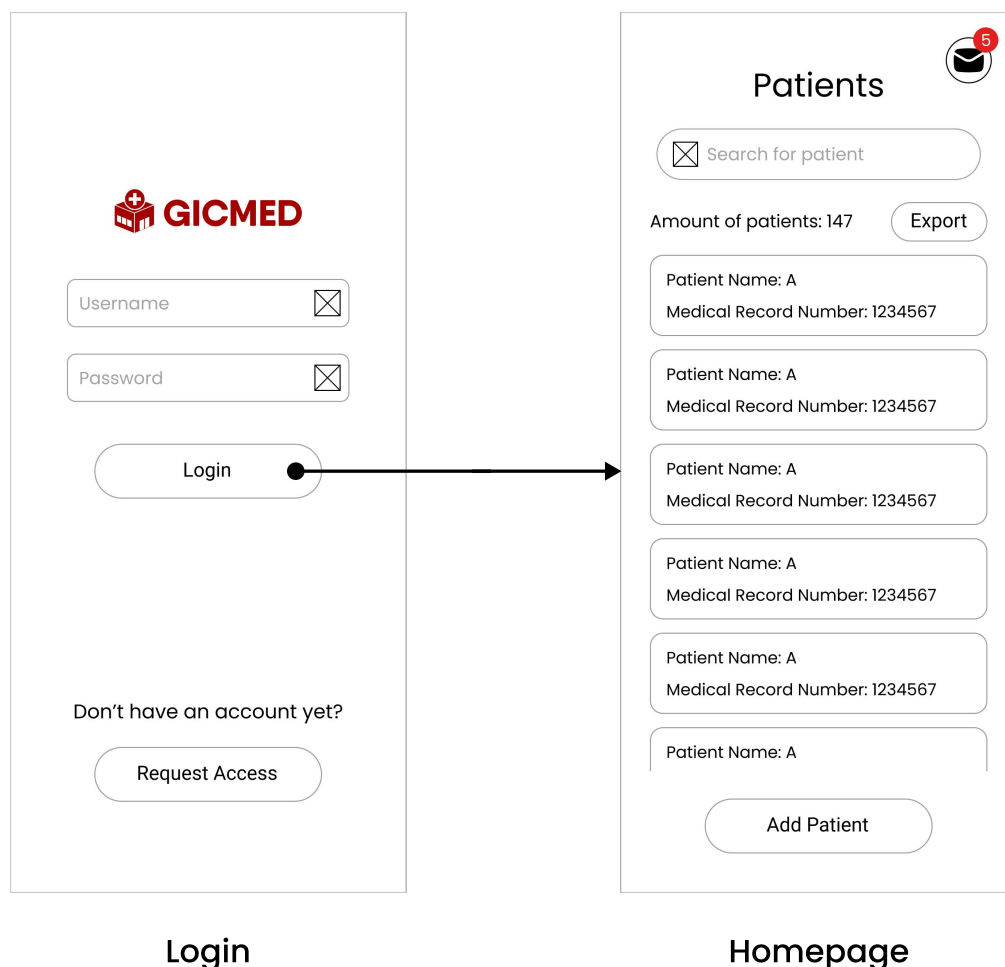 GICMED
Username
Password
Login
Don't have an account yet?
Request Access
Login
5
Patients
Search for patient
Amount of patients: 147
Export
Patient Name: A
Medical Record Number: 1234567
Patient Name: A
Medical Record Number: 1234567
Patient Name: A
Medical Record Number: 1234567
Patient Name: A
Medical Record Number: 1234567
Patient Name: A
Medical Record Number: 1234567
Patient Name: A
Add Patient
Homepage